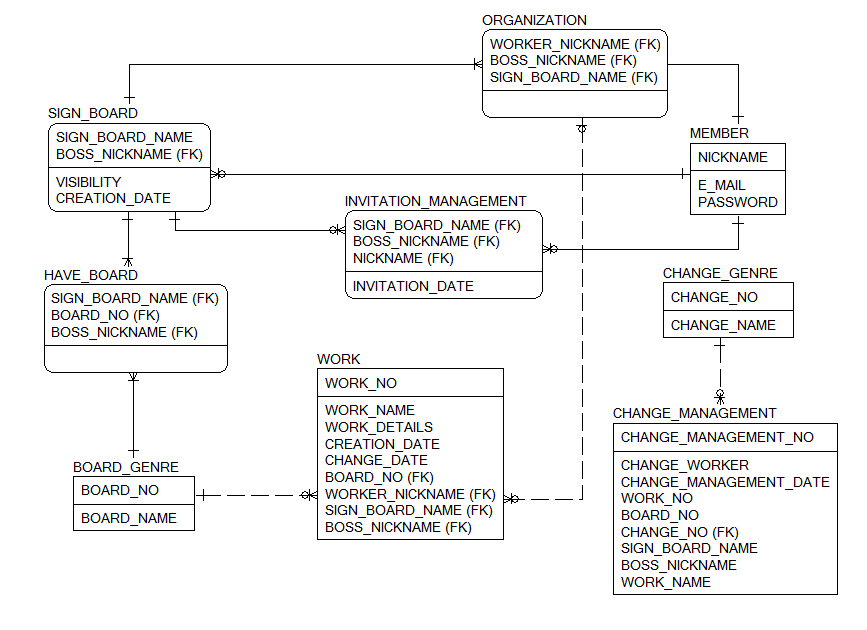 ORGANIZATION
WORKER_NICKNAME (FK)
BOSS_NICKNAME (FK)
SIGN_BOARD_NAME (FK)
SIGN_BOARD
SIGN_BOARD_NAME
BOSS_NICKNAME (FK)
VISIBILITY
CREATION_DATE
MEMBER
NICKNAME
E_MAIL
PASSWORD
INVITATION_MANAGEMENT
SIGN_BOARD_NAME (FK)
BOSS_NICKNAME (FK)
NICKNAME (FK)
INVITATION_DATE
HAVE_BOARD
SIGN_BOARD_NAME (FK)
BOARD_NO (FK)
BOSS_NICKNAME (FK)
CHANGE_GENRE
CHANGE_NO
CHANGE_NAME
WORK
WORK_NO
WORK_NAME
WORK_DETAILS
CREATION_DATE
CHANGE_DATE
BOARD_NO (FK)
WORKER_NICKNAME (FK)
SIGN_BOARD_NAME (FK)
BOSS_NICKNAME (FK)
CHANGE_MANAGEMENT
CHANGE_MANAGEMENT_NO
CHANGE_WORKER
CHANGE_MANAGEMENT_DATE
WORK_NO
BOARD_NO
CHANGE_NO (FK)
SIGN_BOARD_NAME
BOSS_NICKNAME
WORK_NAME
BOARD_GENRE
BOARD_NO
BOARD_NAME